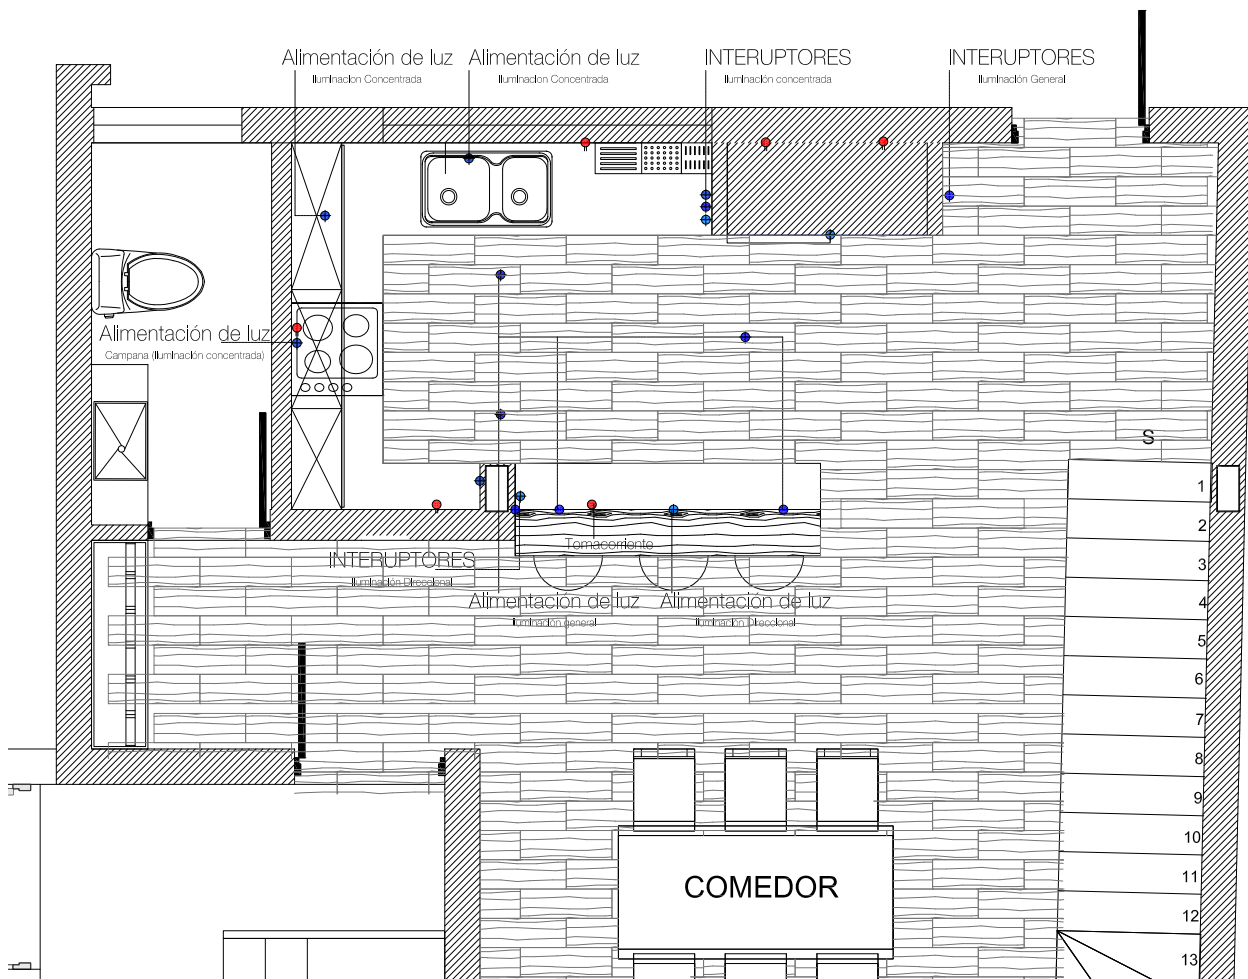 Alimentación de luz
Iluminación Concentrada
Alimentación de luz
Iluminación Concentrada
INTERUPTORES
Iluminación concentrada
INTERUPTORES
Iluminación General
Alimentación de luz
Campana (Iluminación concentrada)
S
1
2
3
4
5
6
7
8
9
10
11
12
13
Tomacorriente
INTERUPTORES
Iluminación Direccional
Alimentación de luz
Iluminación general
Alimentación de luz
Iluminación Direccional
COMEDOR